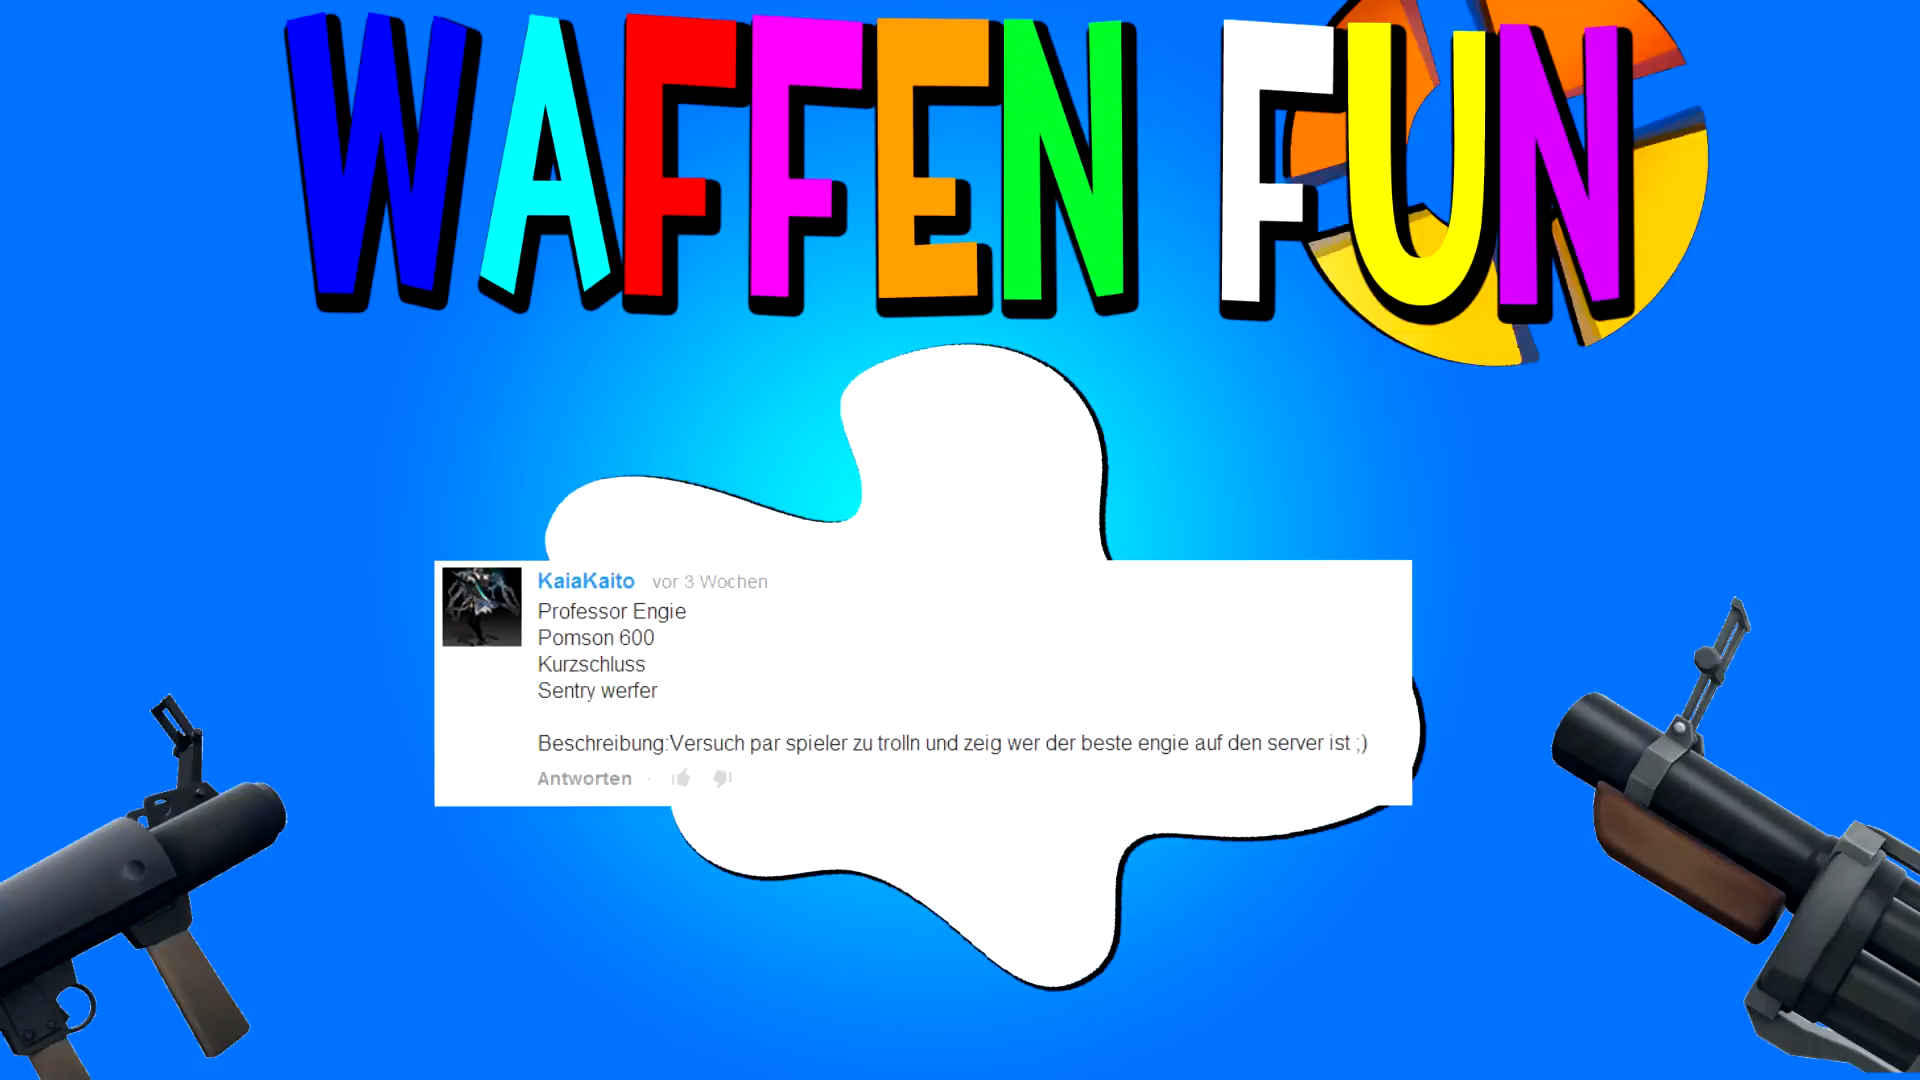 WAFFEN FUN
KaiaKaito vor 3 Wochen
Professor Engie
Pomson 600
Kurzschluss
Sentry werfer
Beschreibung:Versuch par spieler zu trolln und zeig wer der beste engie auf den server ist ;)
Antworten ·